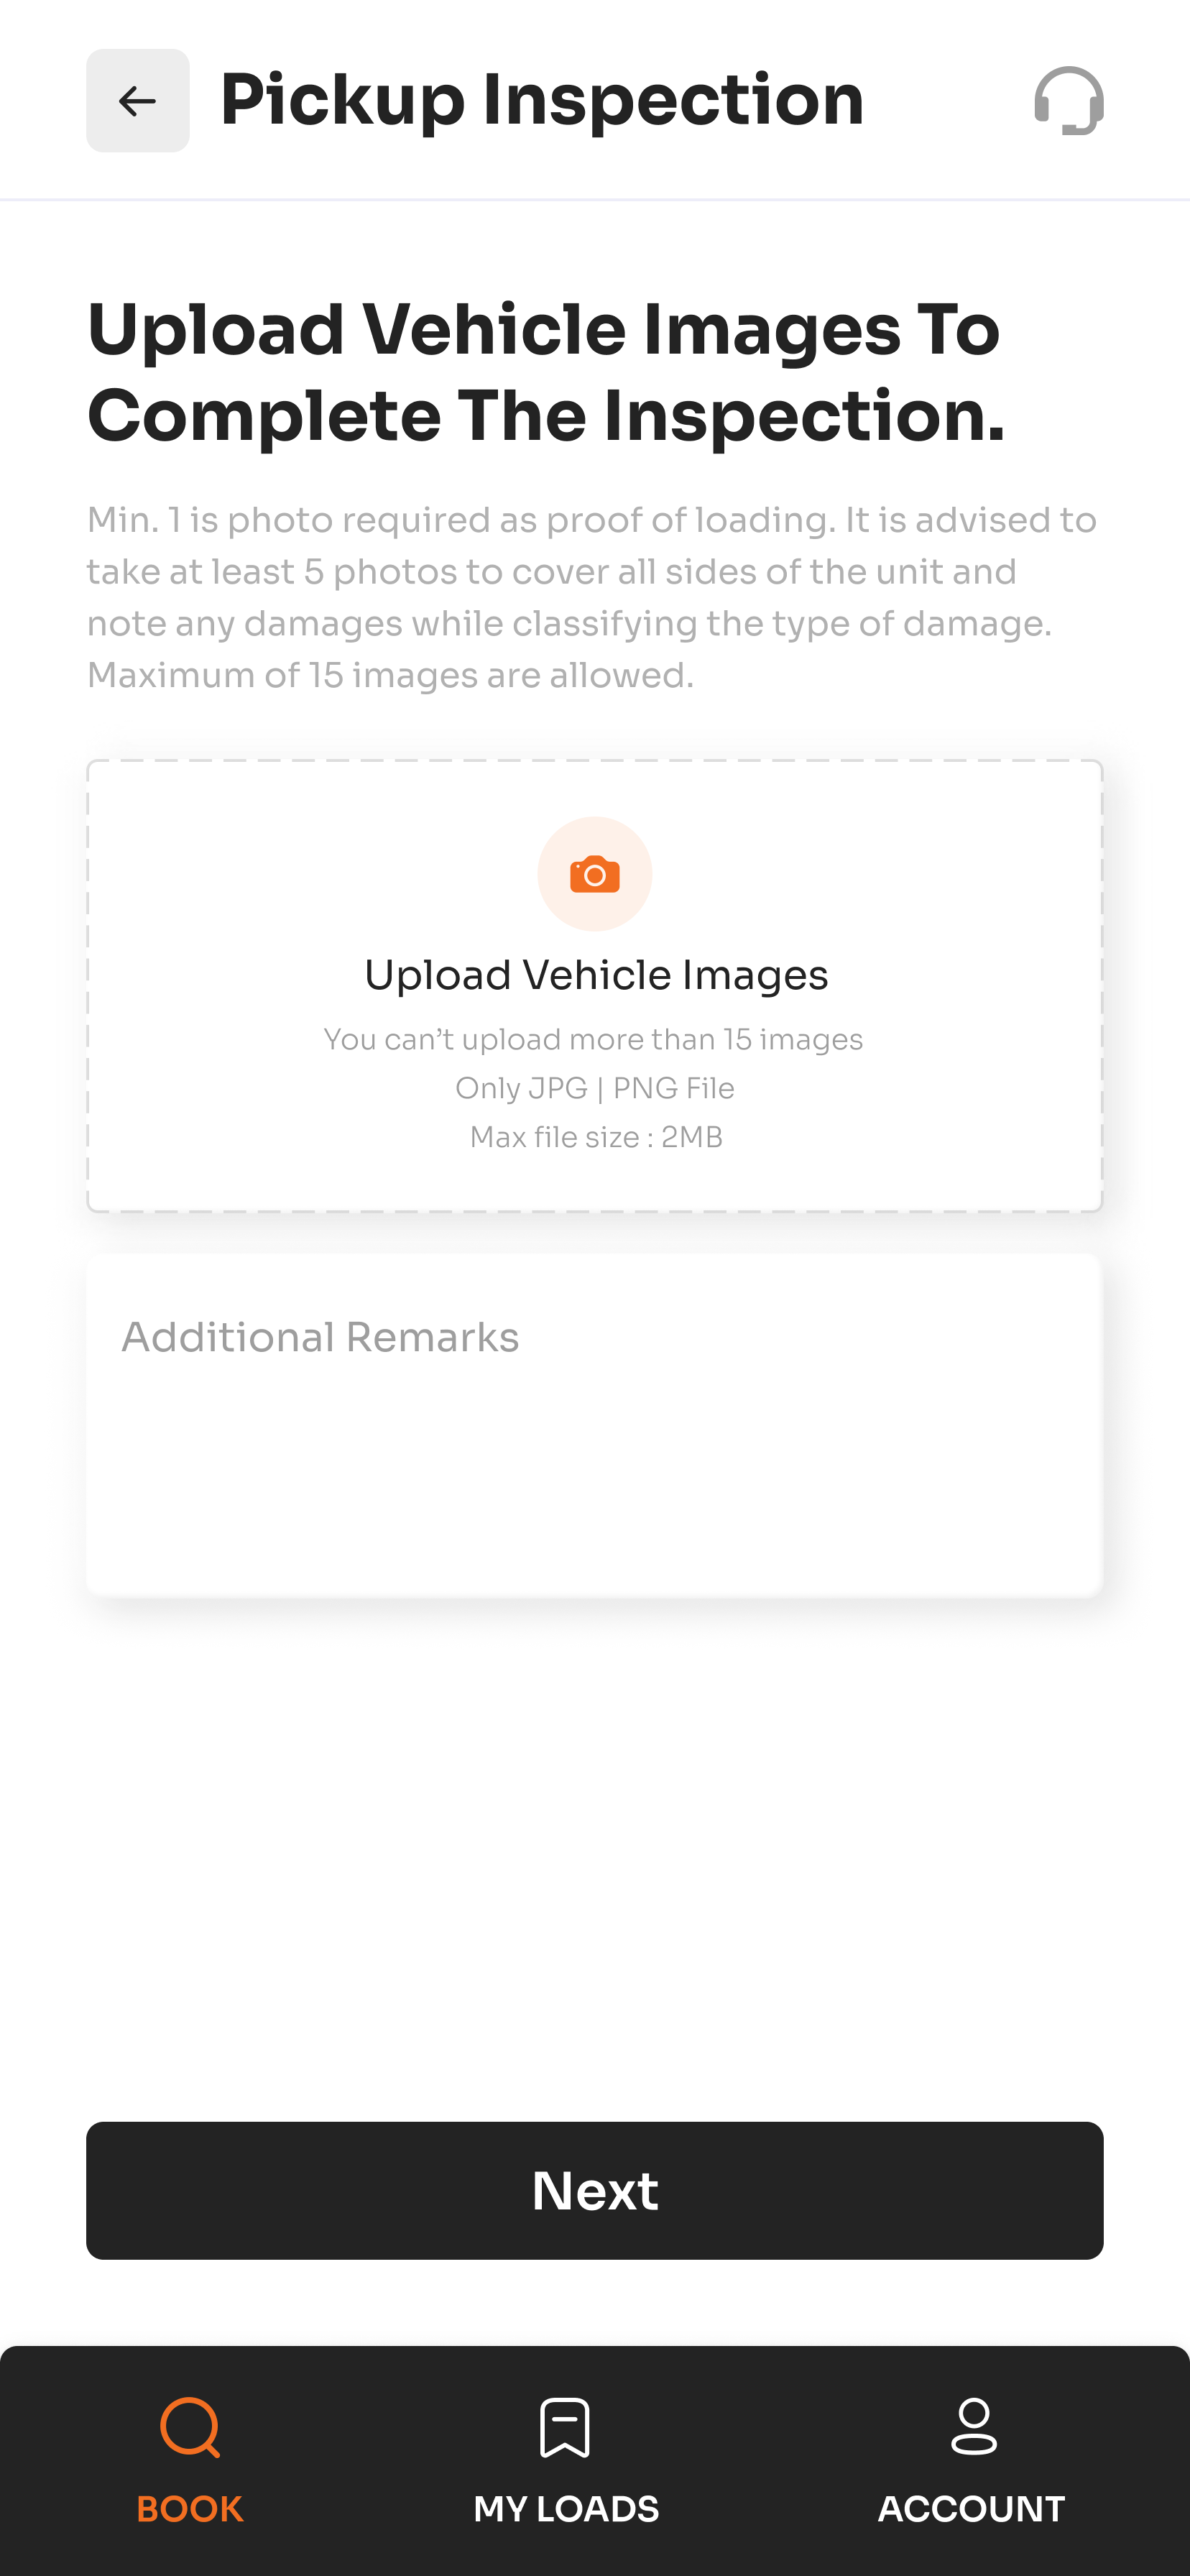 Pickup Inspection
Upload Vehicle Images To
Complete The Inspection.
Min. 1 is photo required as proof of loading. It is advised to
take at least 5 photos to cover all sides of the unit and
note any damages while classifying the type of damage.
Maximum of 15 images are allowed.
Upload Vehicle Images
You can’t upload more than 15 images
Only JPG | PNG File
Max file size : 2MB
Additional Remarks
Next
BOOK
MY LOADS
ACCOUNT